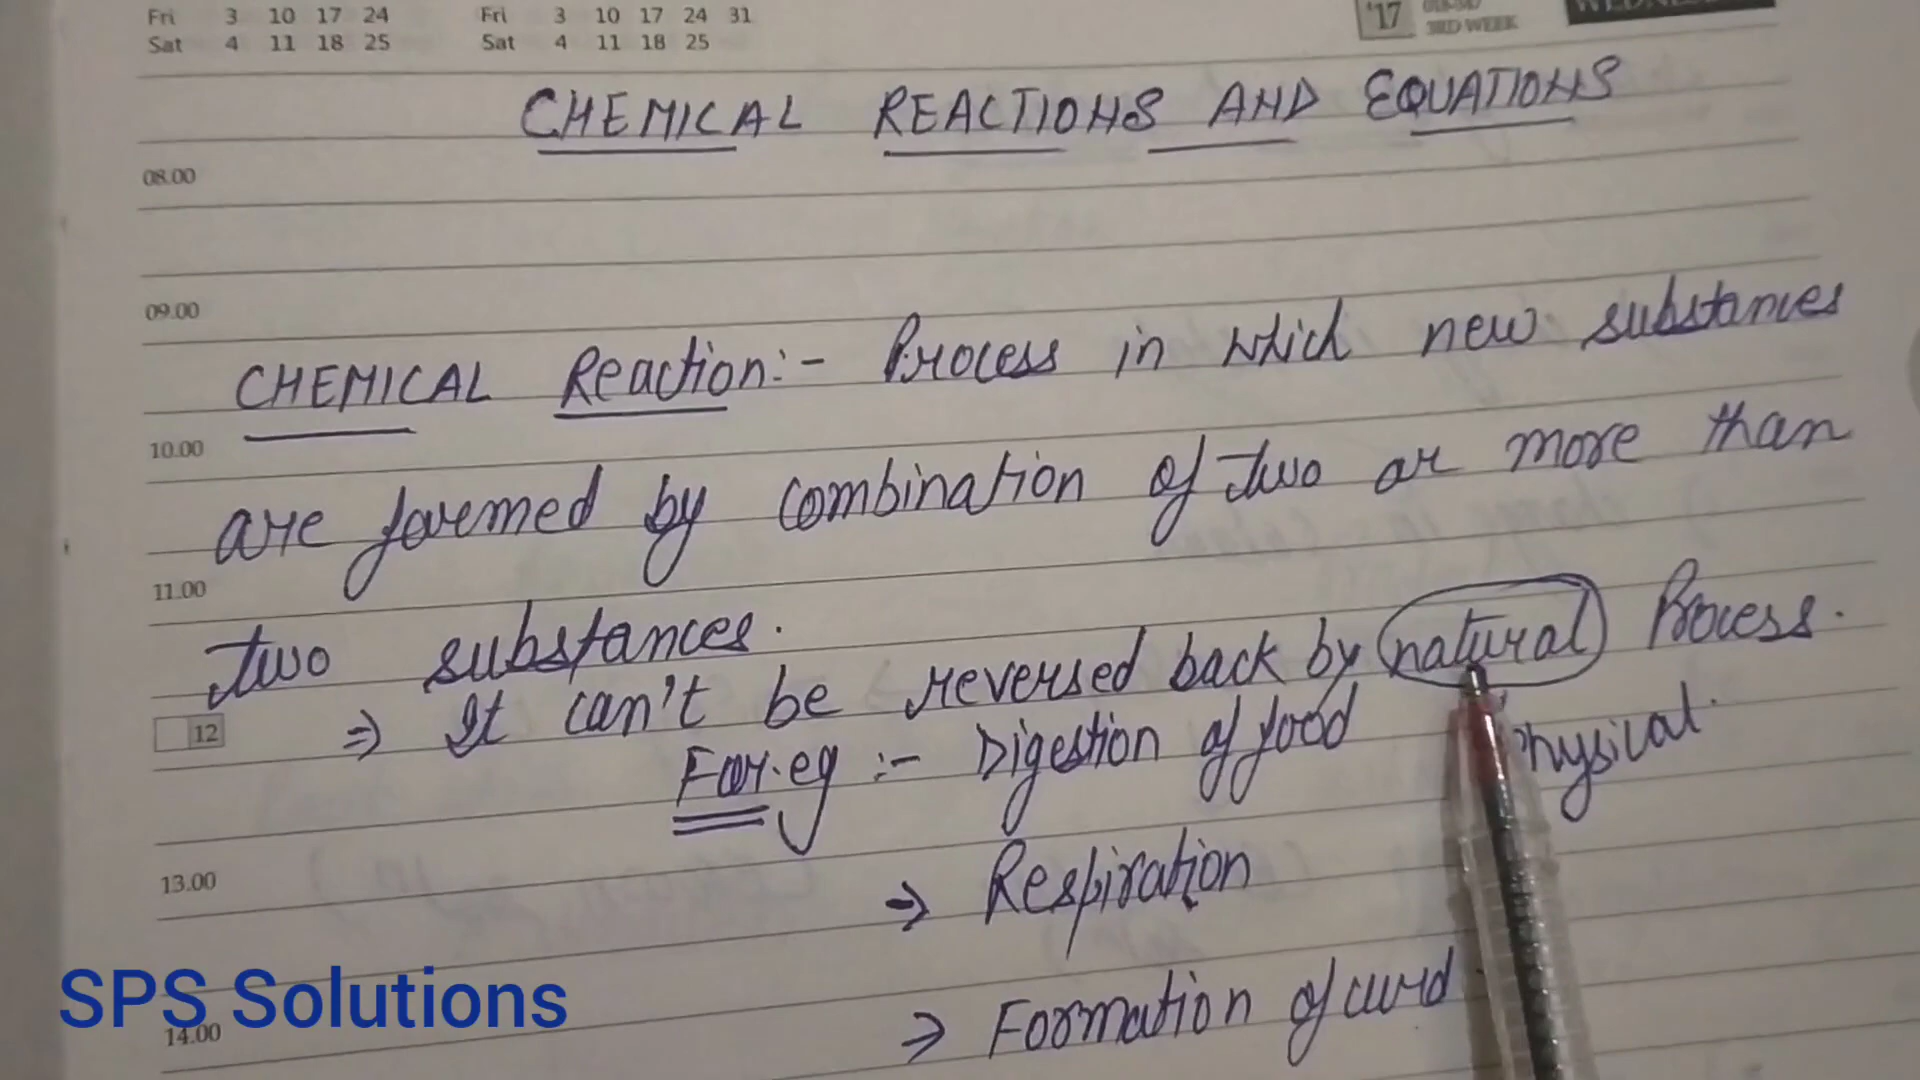 Fri 3 10 17 24 Fri 3 10 17 24 31
Sat 4 11 18 25 Sat 4 11 18 25
'17 3RD WEEK
CHEMICAL REACTIONS AND EQUATIONS
08.00
09.00
CHEMICAL Reaction:- Process in which new substances
10.00
are formed by combination of two or more than
11.00
two substances.
⇒ It can't be reversed back by natural Process.
12
For.eg :- Digestion of food Physical.
13.00
⇒ Respiration
SPS Solutions
14.00
⇒ Formation of curd